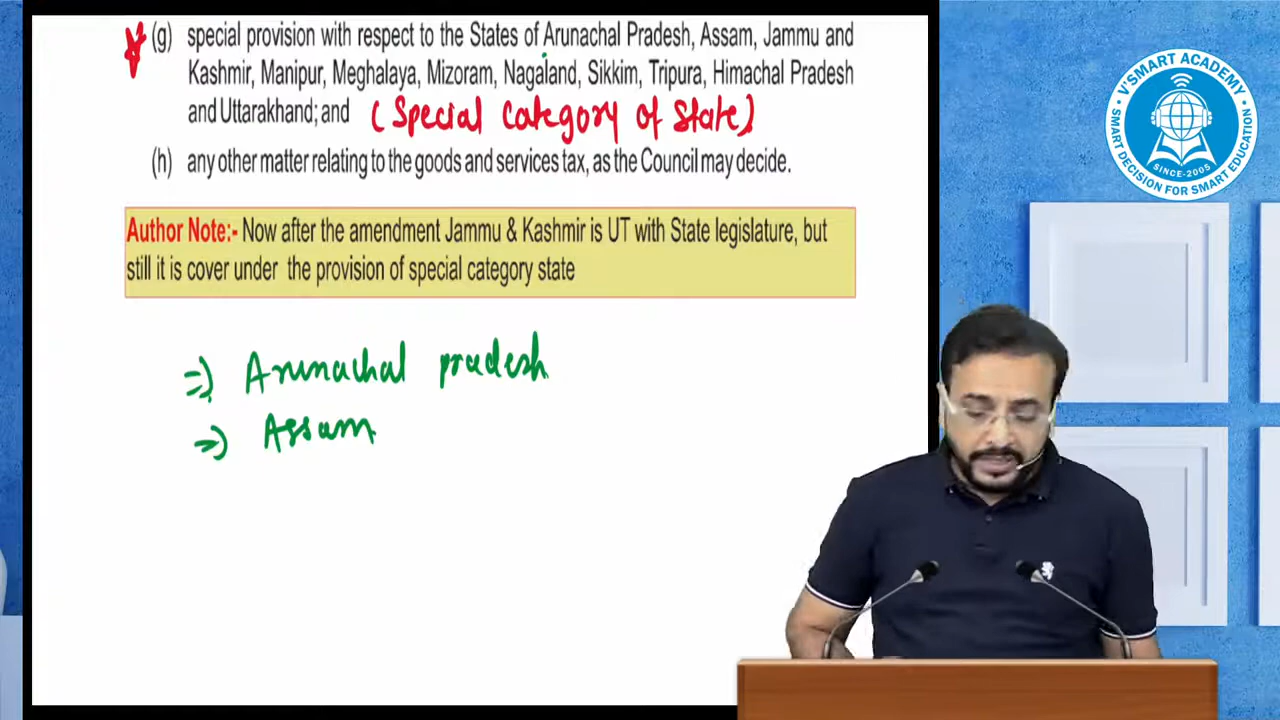 (g) special provision with respect to the States of Arunachal Pradesh, Assam, Jammu and
Kashmir, Manipur, Meghalaya, Mizoram, Nagaland, Sikkim, Tripura, Himachal Pradesh
and Uttarakhand; and (Special Category of State)
(h) any other matter relating to the goods and services tax, as the Council may decide.
Author Note:- Now after the amendment Jammu & Kashmir is UT with State legislature, but
still it is cover under the provision of special category state
⇒) Arunachal pradesh
⇒) Assam
V'SMART ACADEMY
SINCE-2005
SMART DECISION FOR SMART EDUCATION